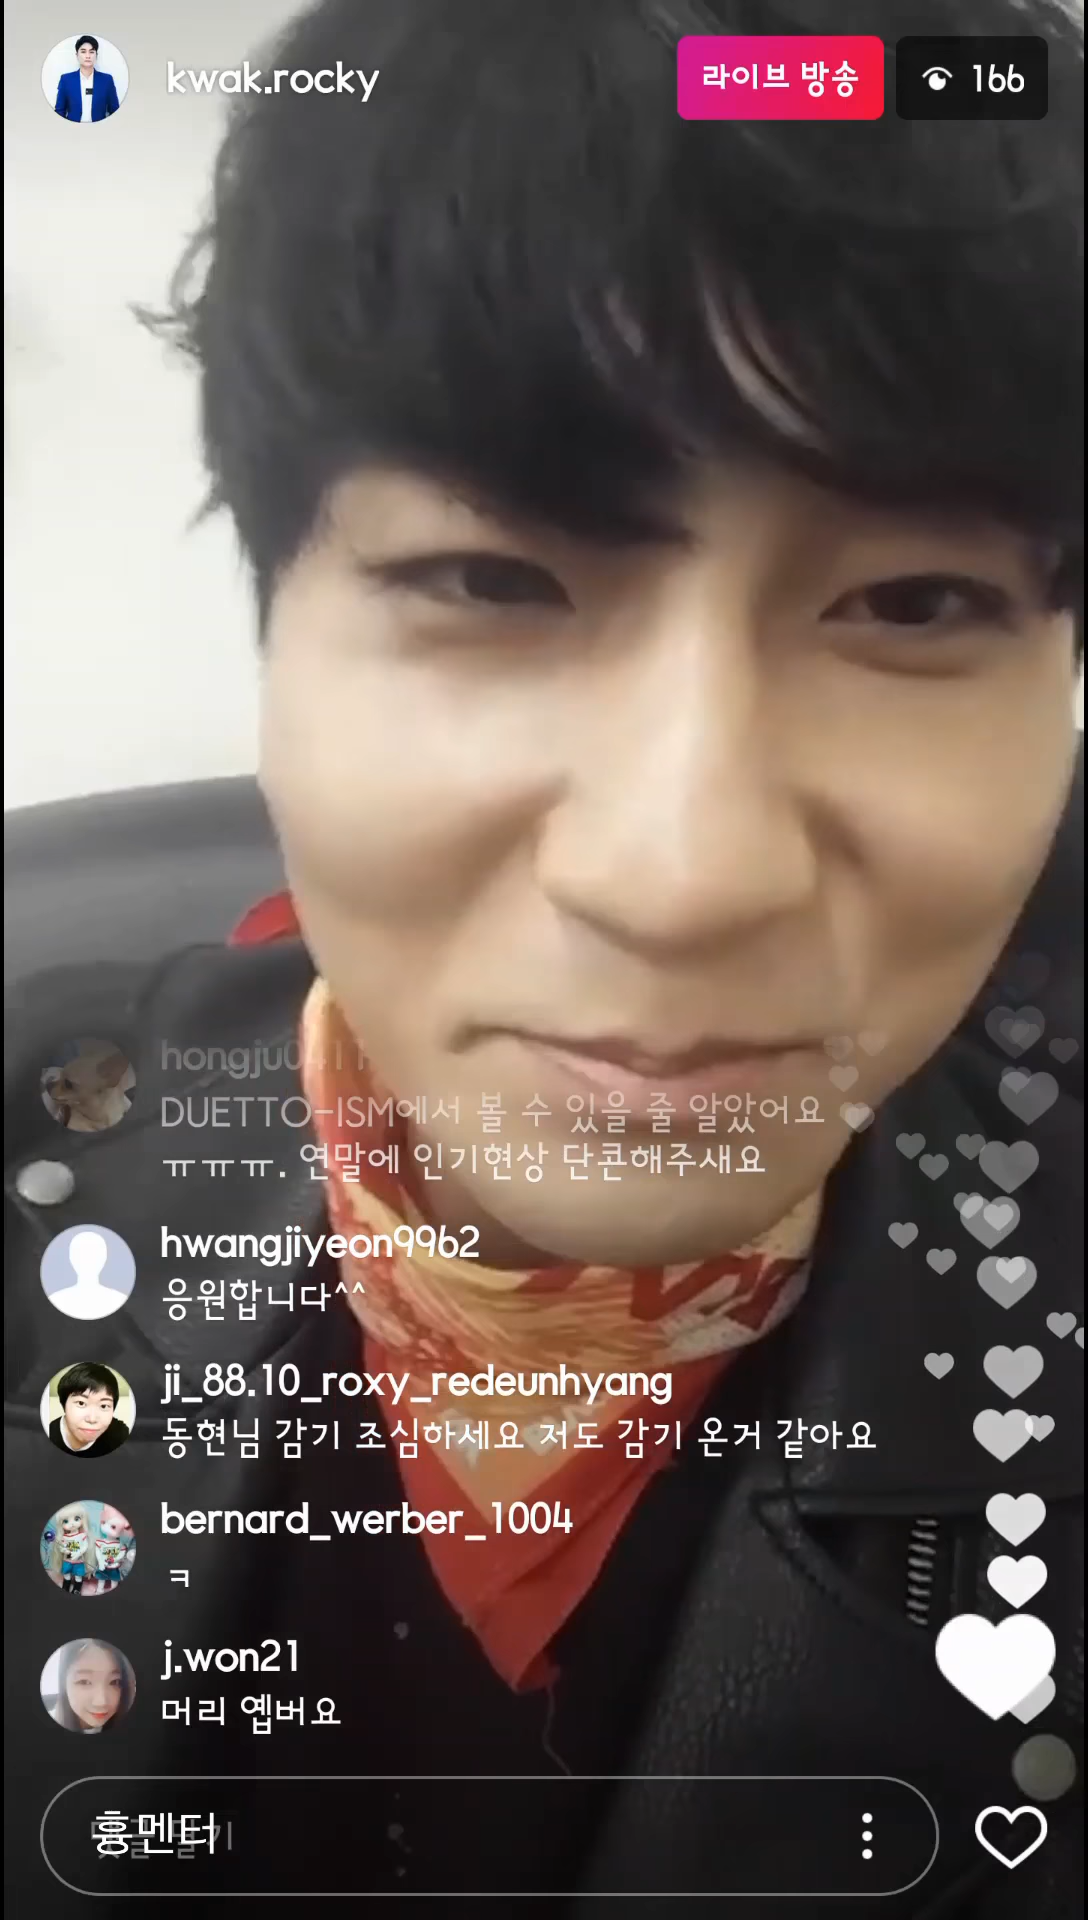 kwak.rocky
라이브 방송
166
DUETTO-ISM에서 볼 수 있을 줄 알았어요
ㅠㅠㅠ. 연말에 인기현상 단콘해주새요
hwangjiyeon9962
응원합니다^^
ji_88.10_roxy_redeunhyang
동현님 감기 조심하세요 저도 감기 온거 같아요
bernard_werber_1004
ㅋ
j.won21
머리 옙버요
흉멘터